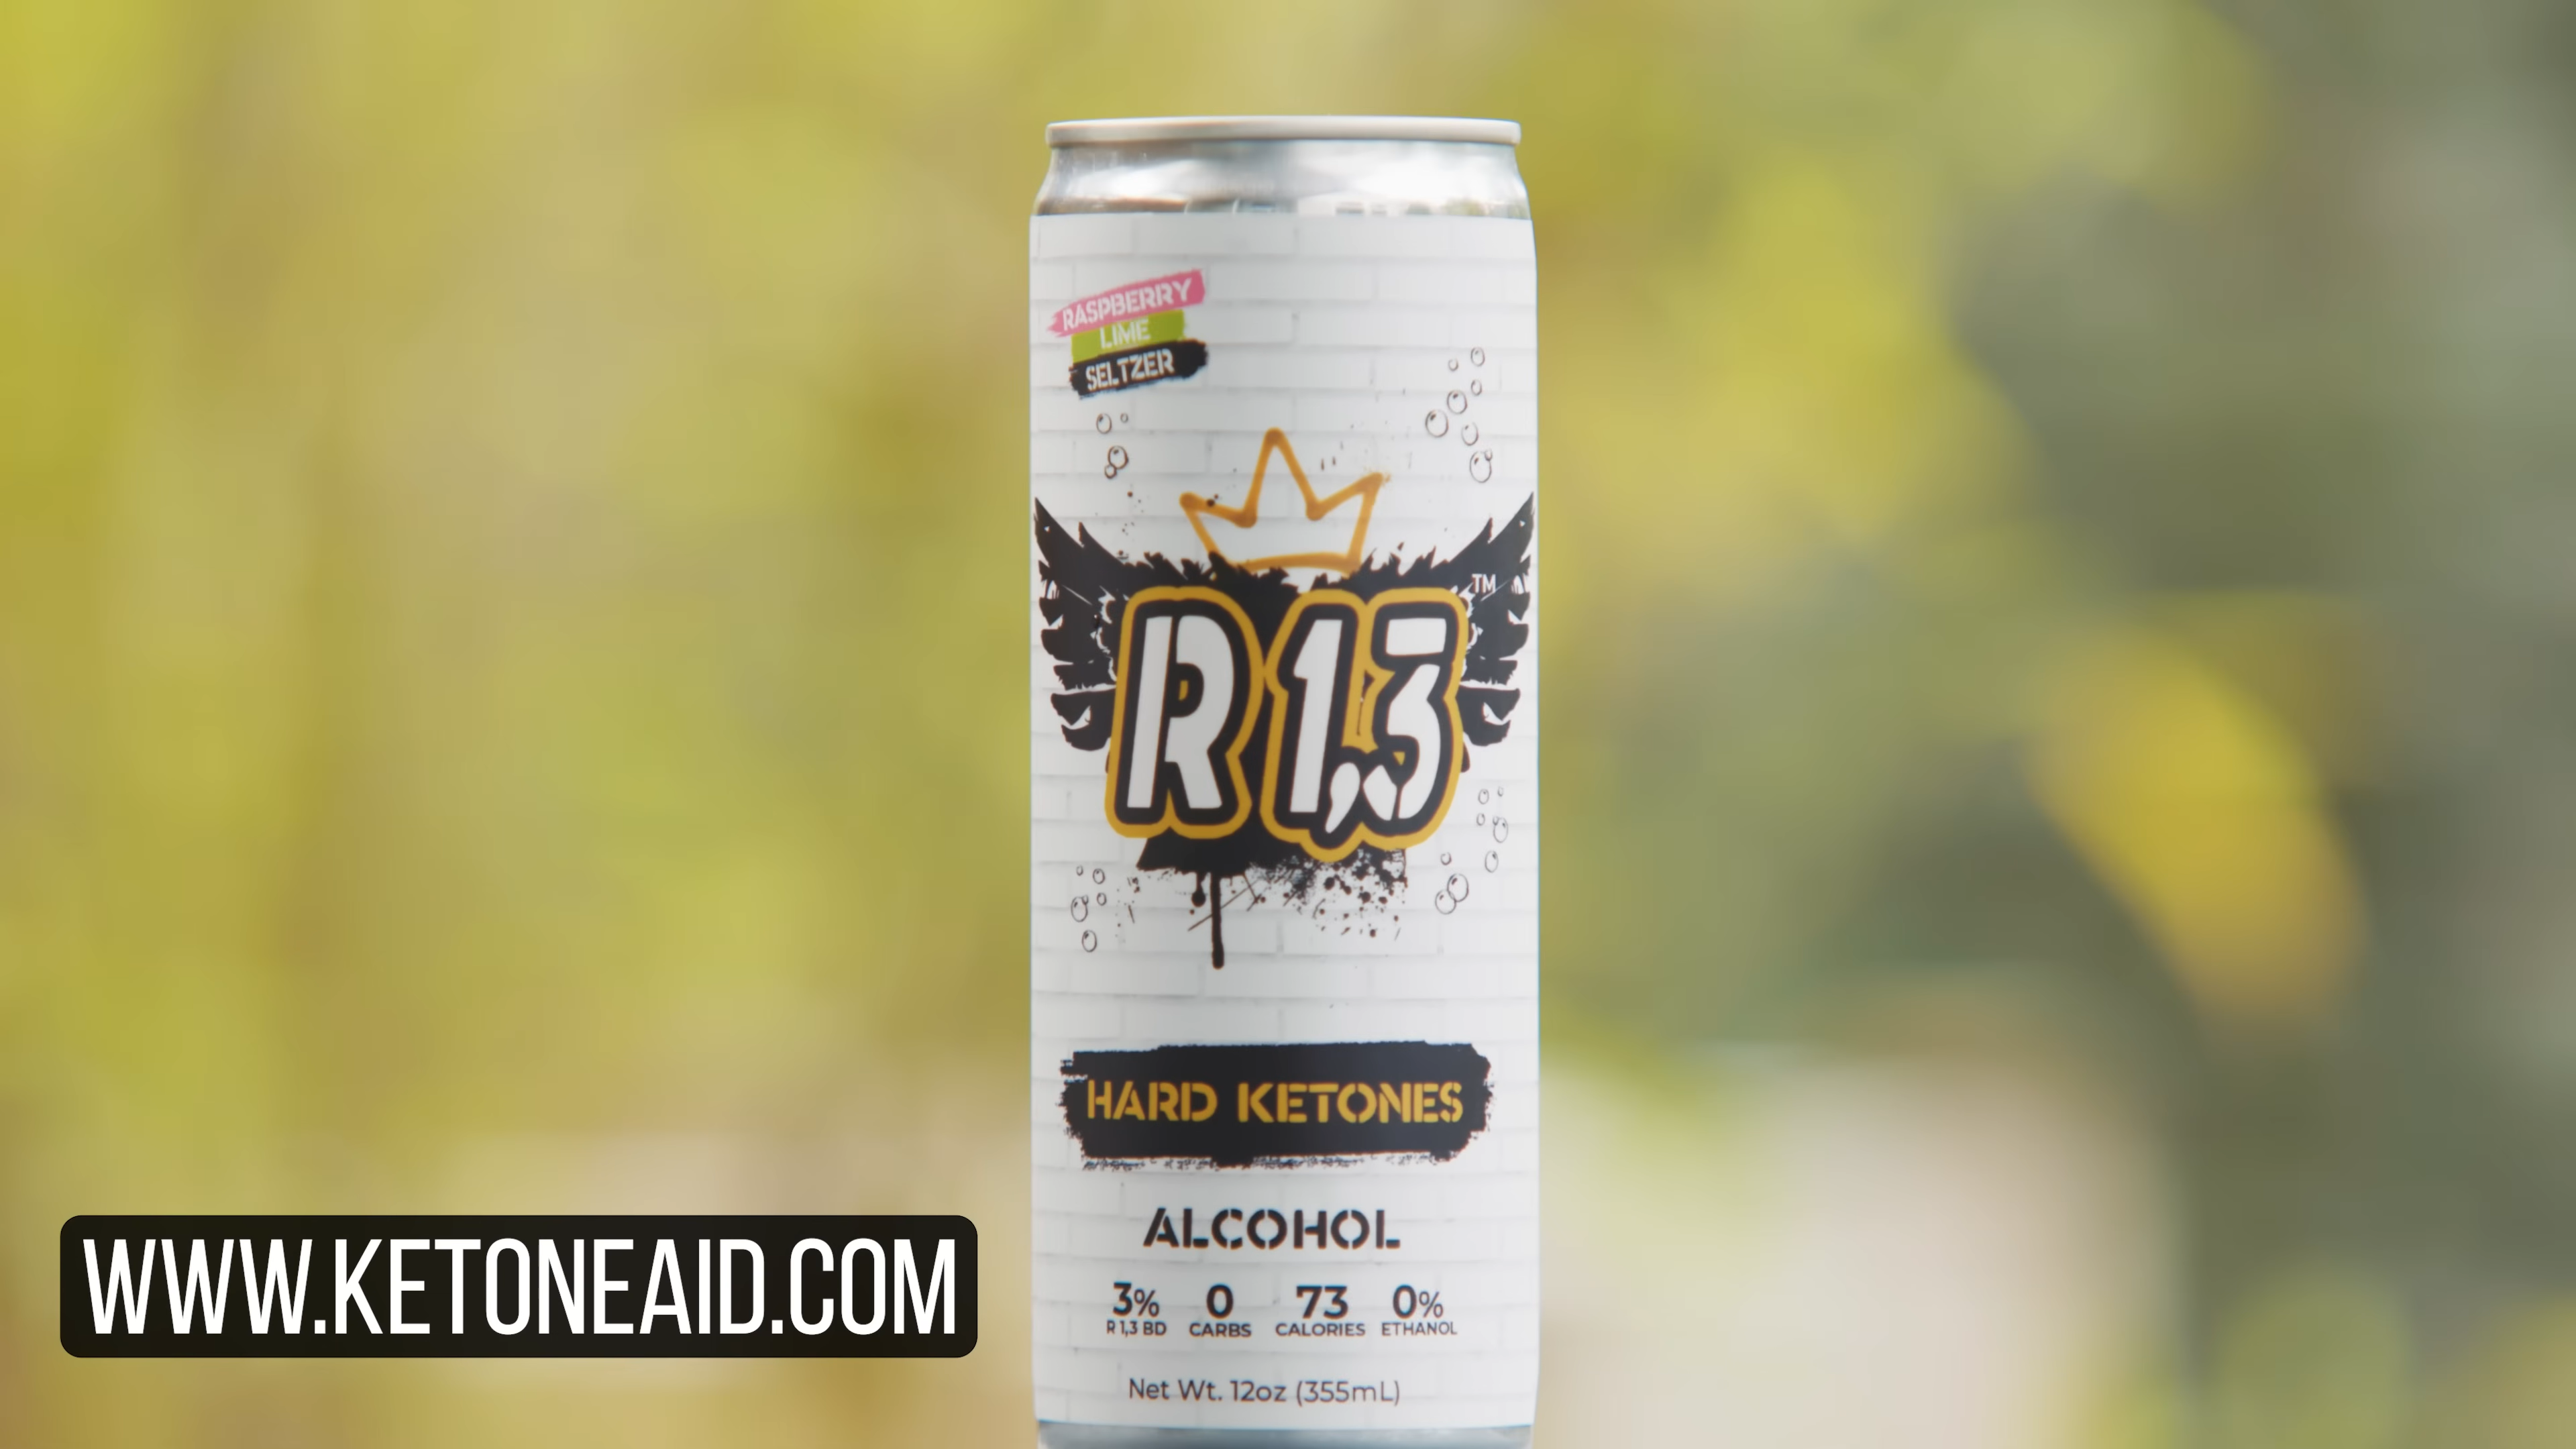 RASPBERRY
LIME
SELTZER
R 1,3 TM
HARD KETONES
ALCOHOL
3% 0 73 0%
R 1,3 BD CARBS CALORIES ETHANOL
Net Wt. 12oz (355mL)
WWW.KETONEAID.COM